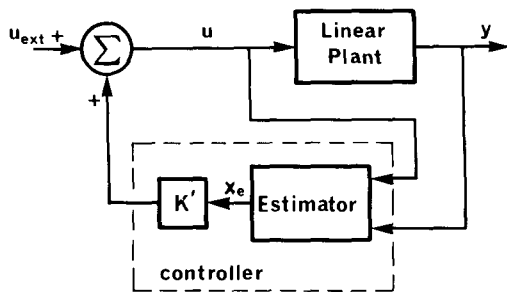 u_ext +
Σ
u
Linear
Plant
y
+
K'
x_e
Estimator
controller